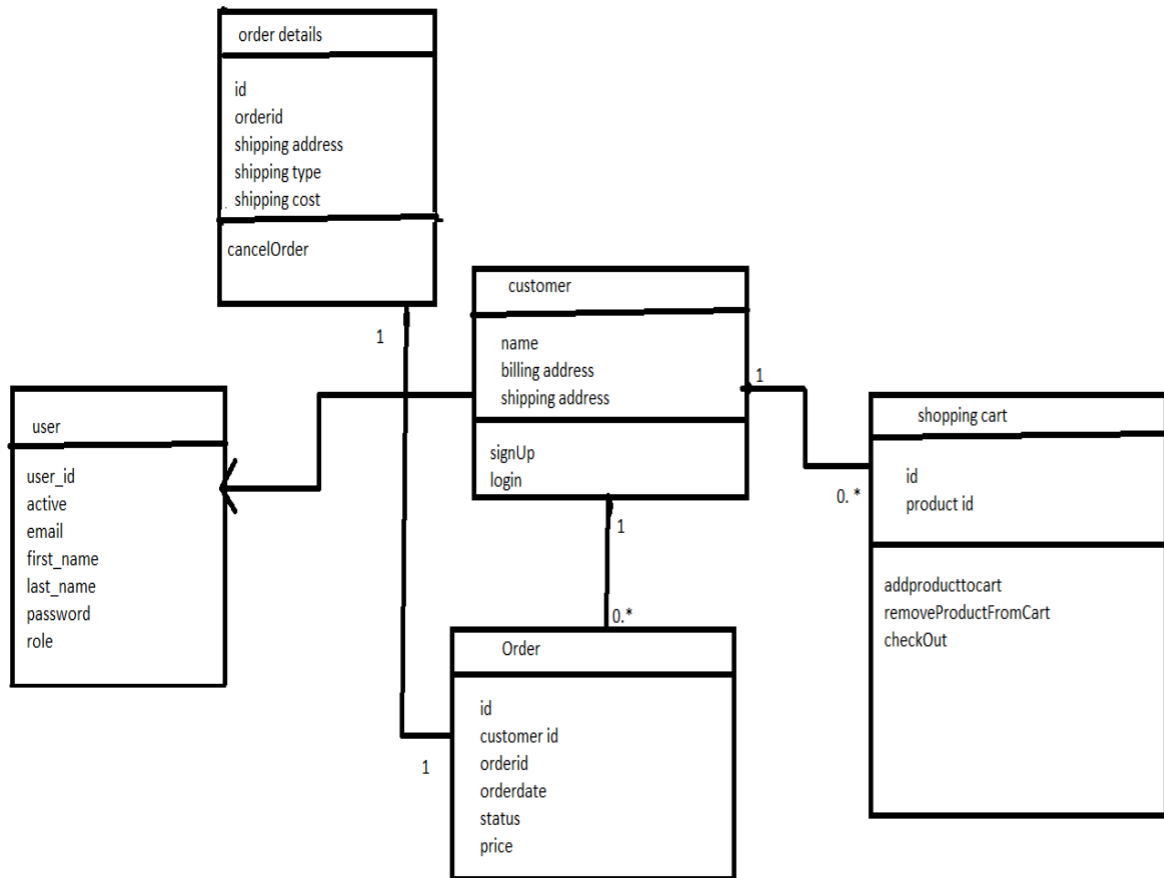 order details
id
orderid
shipping address
shipping type
shipping cost
cancelOrder
1
customer
name
billing address
shipping address
signUp
login
1
1
0. *
user
user_id
active
email
first_name
last_name
password
role
shopping cart
id
product id
addproducttocart
removeProductFromCart
checkOut
0.*
Order
id
customer id
orderid
orderdate
status
price
1